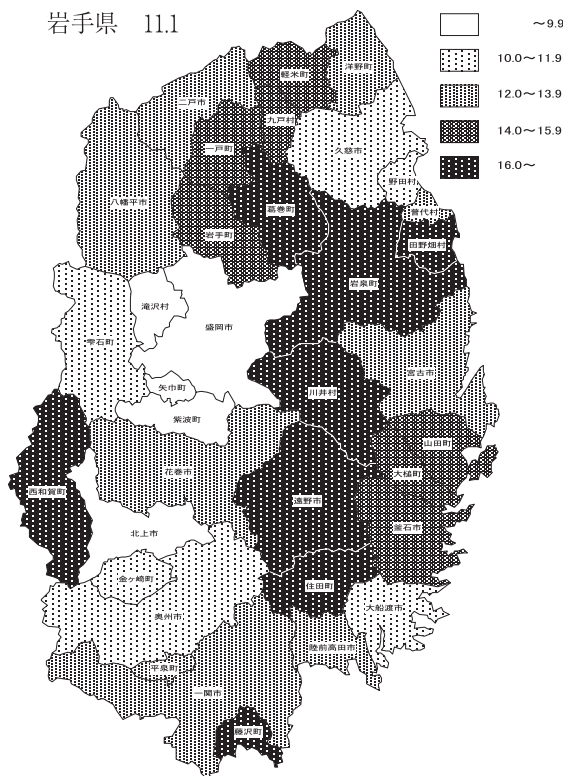 岩手県 11.1
～9.9
10.0～11.9
12.0～13.9
14.0～15.9
16.0～
洋野町
軽米町
二戸市
九戸村
一戸町
久慈市
野田村
葛巻町
八幡平市
普代村
岩手町
田野畑村
岩泉町
滝沢村
盛岡市
雫石町
宮古市
矢巾町
川井村
紫波町
山田町
花巻市
大槌町
西和賀町
遠野市
釜石市
北上市
金ヶ崎町
住田町
大船渡市
奥州市
陸前高田市
平泉町
一関市
藤沢町